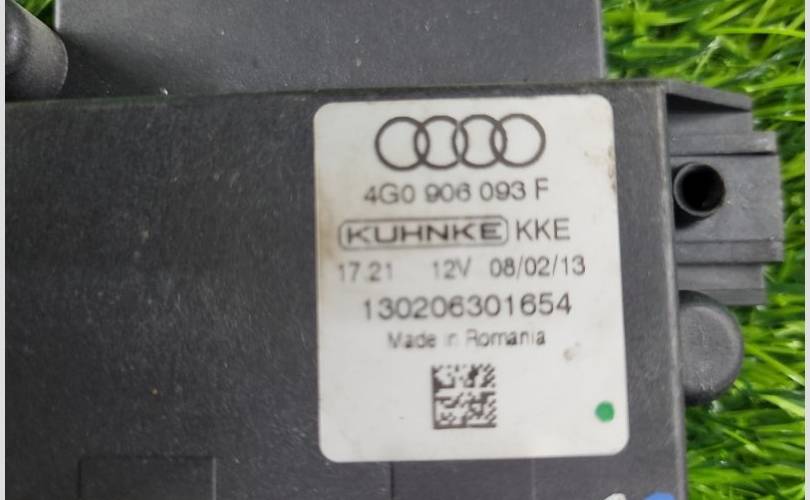 4G0 906 093 F
KUHNKE KKE
17.21 12V 08/02/13
130206301654
Made in Romania